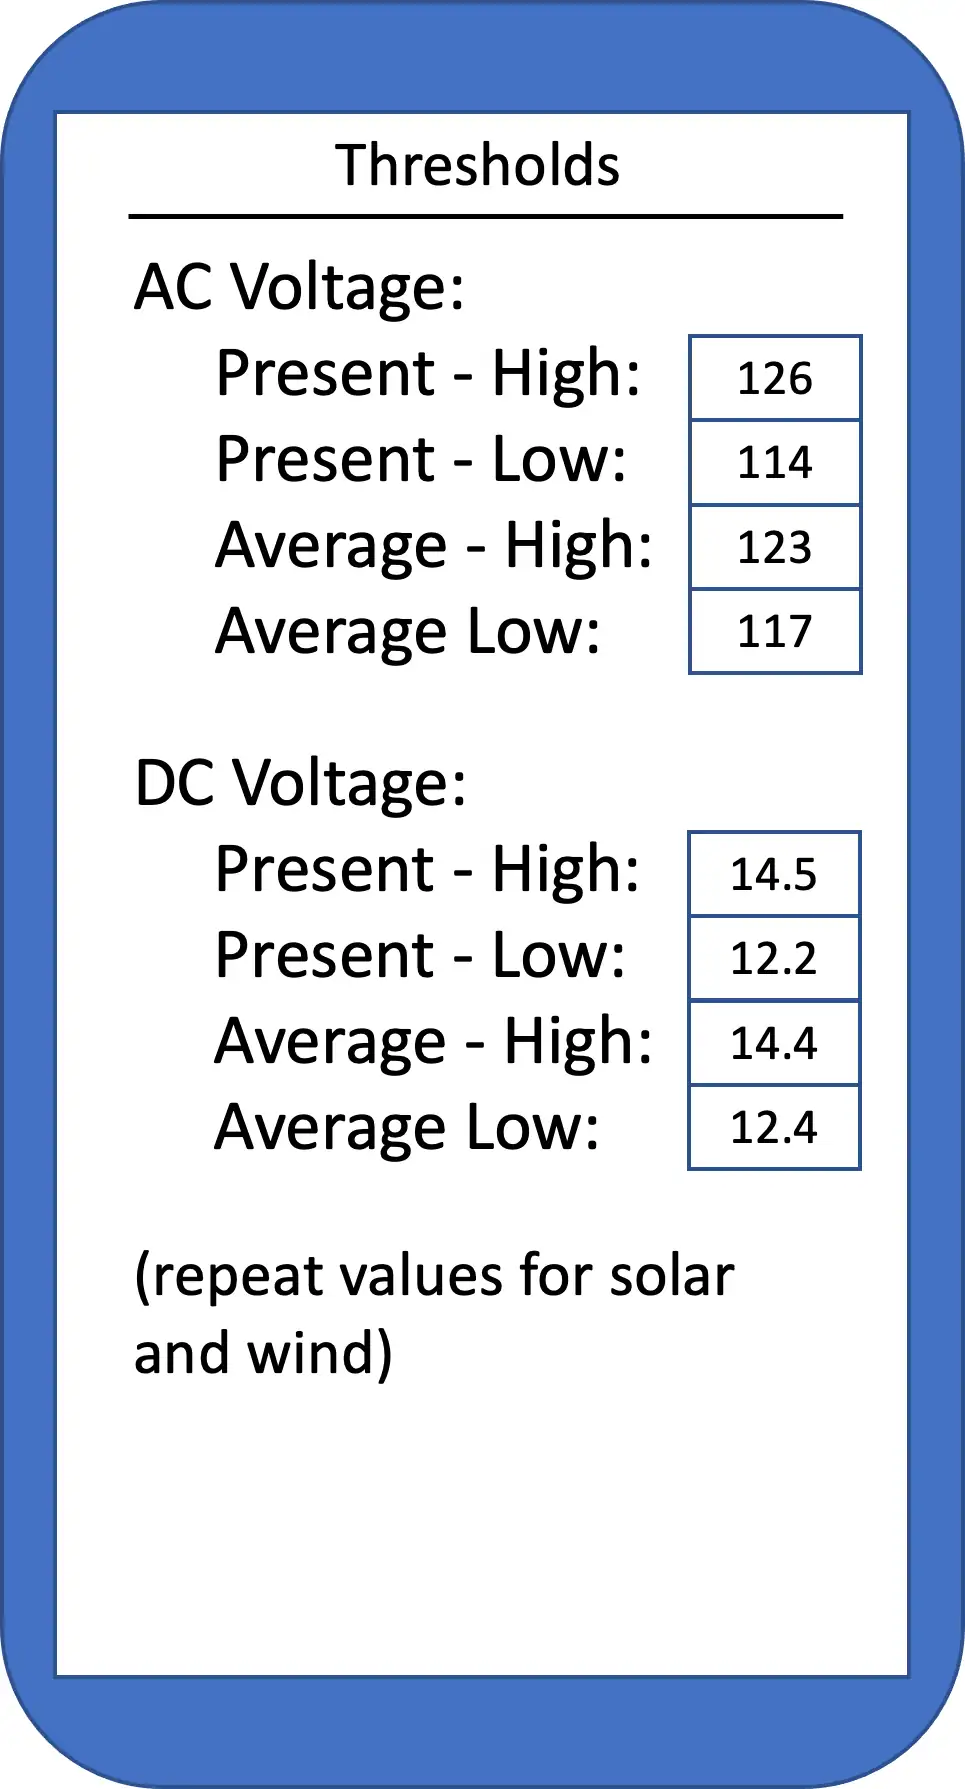 Thresholds
AC Voltage:
Present - High: 126
Present - Low: 114
Average - High: 123
Average Low: 117
DC Voltage:
Present - High: 14.5
Present - Low: 12.2
Average - High: 14.4
Average Low: 12.4
(repeat values for solar
and wind)